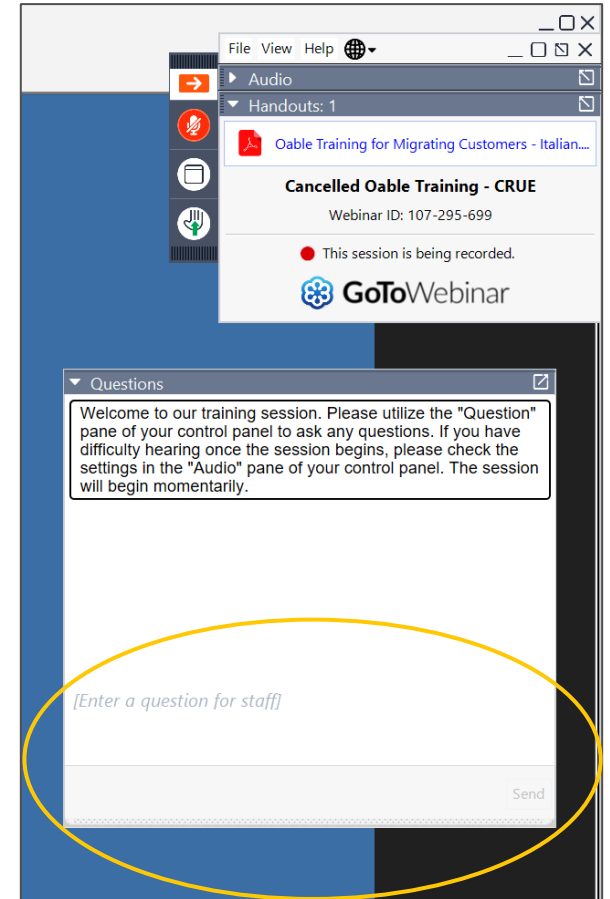 File View Help
Audio
Handouts: 1
Oable Training for Migrating Customers - Italian....
Cancelled Oable Training - CRUE
Webinar ID: 107-295-699
This session is being recorded.
GoToWebinar
Questions
Welcome to our training session. Please utilize the "Question"
pane of your control panel to ask any questions. If you have
difficulty hearing once the session begins, please check the
settings in the "Audio" pane of your control panel. The session
will begin momentarily.
[Enter a question for staff]
Send